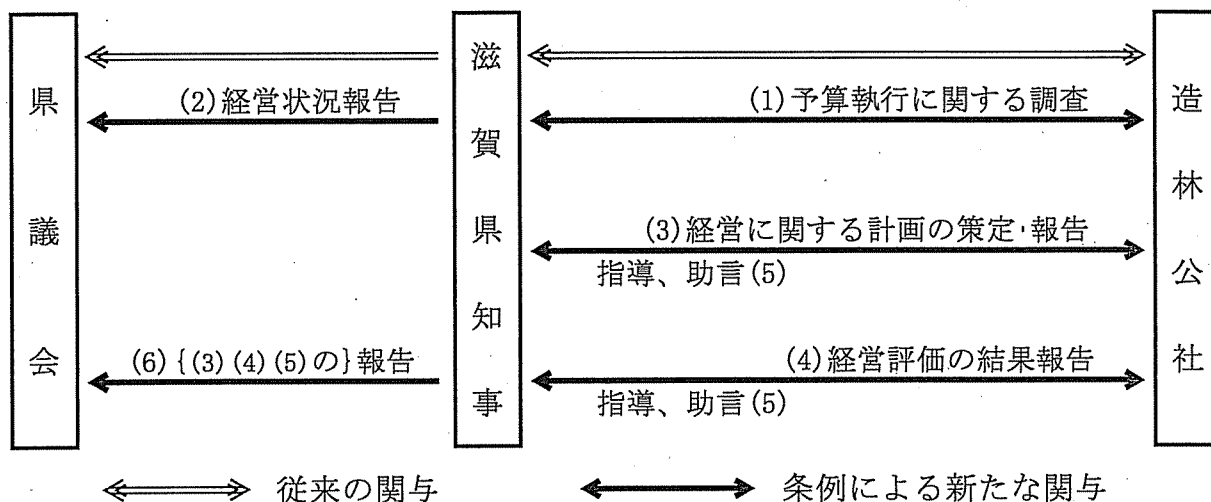 県議会
滋賀県知事
造林公社
(2)経営状況報告
(1)予算執行に関する調査
(3)経営に関する計画の策定・報告
指導、助言(5)
(6){(3)(4)(5)の}報告
(4)経営評価の結果報告
指導、助言(5)
従来の関与
条例による新たな関与